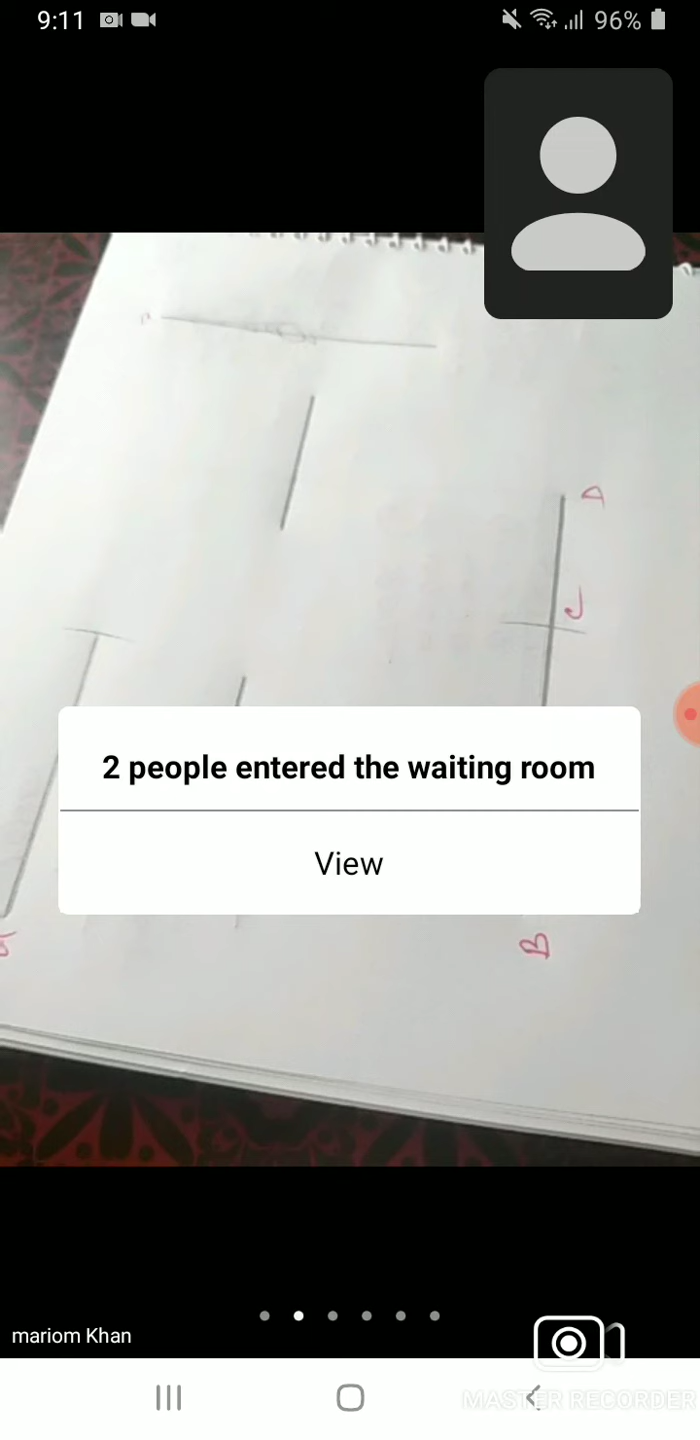 9:11 96%
D
C
2 people entered the waiting room
View
B
mariom Khan
MASTER RECORDER